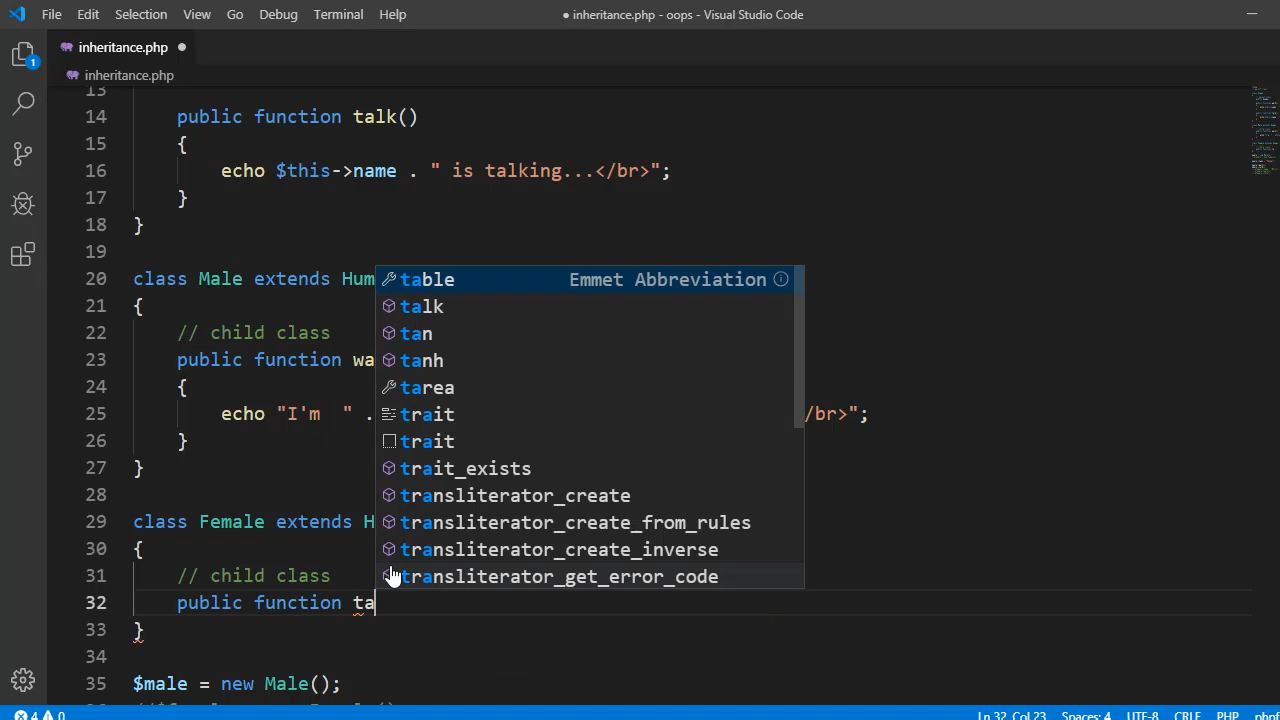 File Edit Selection View Go Debug Terminal Help ● inheritance.php - oops - Visual Studio Code
inheritance.php
inheritance.php
1
13
14 public function talk()
15 {
16 echo $this->name . " is talking...</br>";
17 }
18 }
19
20 class Male extends Hum
21 {
22 // child class
23 public function wa
24 {
25 echo "I'm  " . /br>";
26 }
27 }
28
29 class Female extends H
30 {
31 // child class
32 public function ta
33 }
34
35 $male = new Male();
table Emmet Abbreviation
talk
tan
tanh
tarea
trait
trait
trait_exists
transliterator_create
transliterator_create_from_rules
transliterator_create_inverse
transliterator_get_error_code
4 0 Ln 32, Col 23 Spaces: 4 UTF-8 CRLF PHP